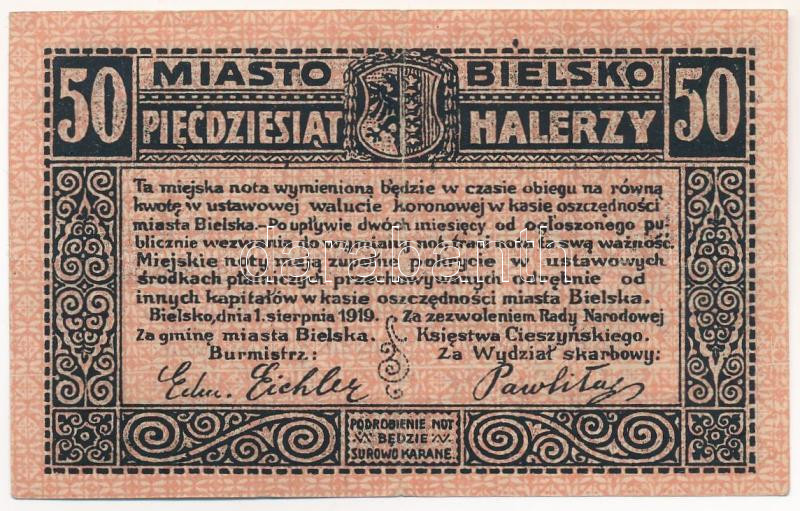 50 MIASTO BIELSKO 50
PIĘĆDZIESIĄT HALERZY
Ta miejska nota wymienioną będzie w czasie obiegu na równą
kwotę w ustawowej walucie koronowej w kasie oszczędności
miasta Bielska.-Po upływie dwóch miesięcy od ogłoszonego pu
blicznie wezwania do wymiany not, traci nota ta swą ważność.
Miejskie noty mają zupełne pokrycie w ustawowych
środkach płatniczych przechowywanych odrębnie od
innych kapitałów w kasie oszczędności miasta Bielska.
Bielsko, dnia 1. sierpnia 1919. Za zezwoleniem Rady Narodowej
Za gminę miasta Bielska. Księstwa Cieszyńskiego.
Burmistrz: Za Wydział skarbowy:
Edu. Eichler
PODROBIENIE NOT
BĘDZIE
SUROWO KARANE.
darabanth